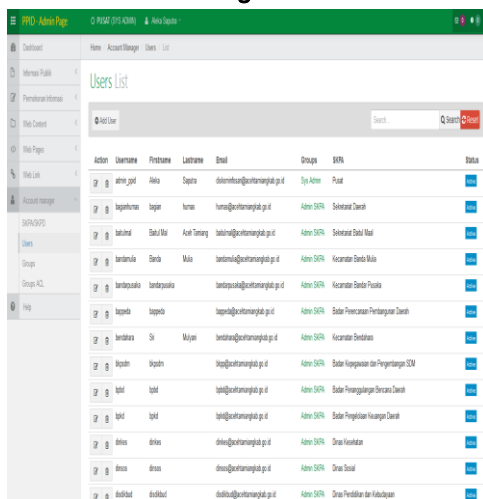 PPID - Admin Page
PUSAT (SYS ADMIN) Aleka Saputra
Dashboard
Home Account Manager Users List
Informasi Publik
Permohonan Informasi
Web Content
Web Pages
Web Link
Account manager
SKPA/SKPD
Users
Groups
Groups ACL
Help
Users List
Add User
Search Search Reset
Action Username Firstname Lastname Email Groups SKPA Status
admin_ppid Aleka Saputra Sys Admin Pusat Active
bagianhumas bagian humas humas@acehtamiangkab.go.id Admin SKPA Sekretariat Daerah Active
baitulmal Baitul Mal Aceh Tamiang baitulmal@acehtamiangkab.go.id Admin SKPA Sekretariat Baitul Maal Active
bandamulia Banda Mulia bandamulia@acehtamiangkab.go.id Admin SKPA Kecamatan Banda Mulia Active
bandarpusaka bandarpusaka bandarpusaka@acehtamiangkab.go.id Admin SKPA Kecamatan Bandar Pusaka Active
bappeda bappeda bappeda@acehtamiangkab.go.id Admin SKPA Badan Perencanaan Pembangunan Daerah Active
bendahara Sri Mulyani bendahara@acehtamiangkab.go.id Admin SKPA Kecamatan Bendahara Active
bkpsdm bkpsdm bkpp@acehtamiangkab.go.id Admin SKPA Badan Kepegawaian dan Pengembangan SDM Active
bpbd bpbd bpbd@acehtamiangkab.go.id Admin SKPA Badan Penanggulangan Bencana Daerah Active
bpkd bpkd bpkd@acehtamiangkab.go.id Admin SKPA Badan Pengelolaan Keuangan Daerah Active
dinkes dinkes dinkes@acehtamiangkab.go.id Admin SKPA Dinas Kesehatan Active
dinsos dinsos dinsos@acehtamiangkab.go.id Admin SKPA Dinas Sosial Active
disdikbud disdikbud disdikbud@acehtamiangkab.go.id Admin SKPA Dinas Pendidikan dan Kebudayaan Active